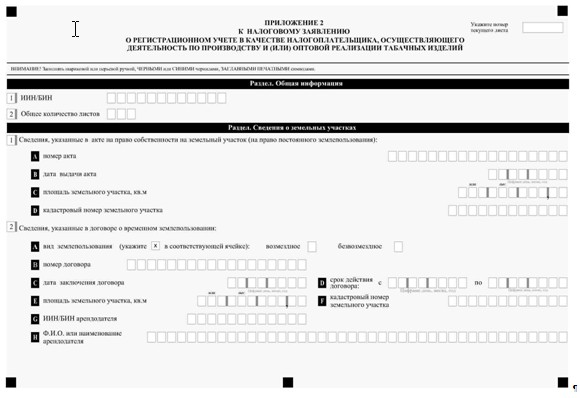 ПРИЛОЖЕНИЕ 2
К НАЛОГОВОМУ ЗАЯВЛЕНИЮ
О РЕГИСТРАЦИОННОМ УЧЕТЕ В КАЧЕСТВЕ НАЛОГОПЛАТЕЛЬЩИКА, ОСУЩЕСТВЛЯЮЩЕГО
ДЕЯТЕЛЬНОСТЬ ПО ПРОИЗВОДСТВУ И (ИЛИ) ОПТОВОЙ РЕАЛИЗАЦИИ ТАБАЧНЫХ ИЗДЕЛИЙ
Укажите номер
текущего листа
ВНИМАНИЕ! Заполнять шариковой или перьевой ручкой, ЧЕРНЫМИ или СИНИМИ чернилами, ЗАГЛАВНЫМИ ПЕЧАТНЫМИ символами.
Раздел. Общая информация
1 ИИН/БИН
2 Общее количество листов
Раздел. Сведения о земельных участках
1 Сведения, указанные в акте на право собственности на земельный участок (на право постоянного землепользования):
A номер акта
B дата выдачи акта
C площадь земельного участка, кв.м
D кадастровый номер земельного участка
2 Сведения, указанные в договоре о временном землепользовании:
A вид землепользования (укажите x в соответствующей ячейке): возмездное безвозмездное
B номер договора
C дата заключения договора D срок действия договора: с по
E площадь земельного участка, кв.м F кадастровый номер земельного участка
G ИИН/БИН арендодателя
H Ф.И.О. или наименование
арендодателя